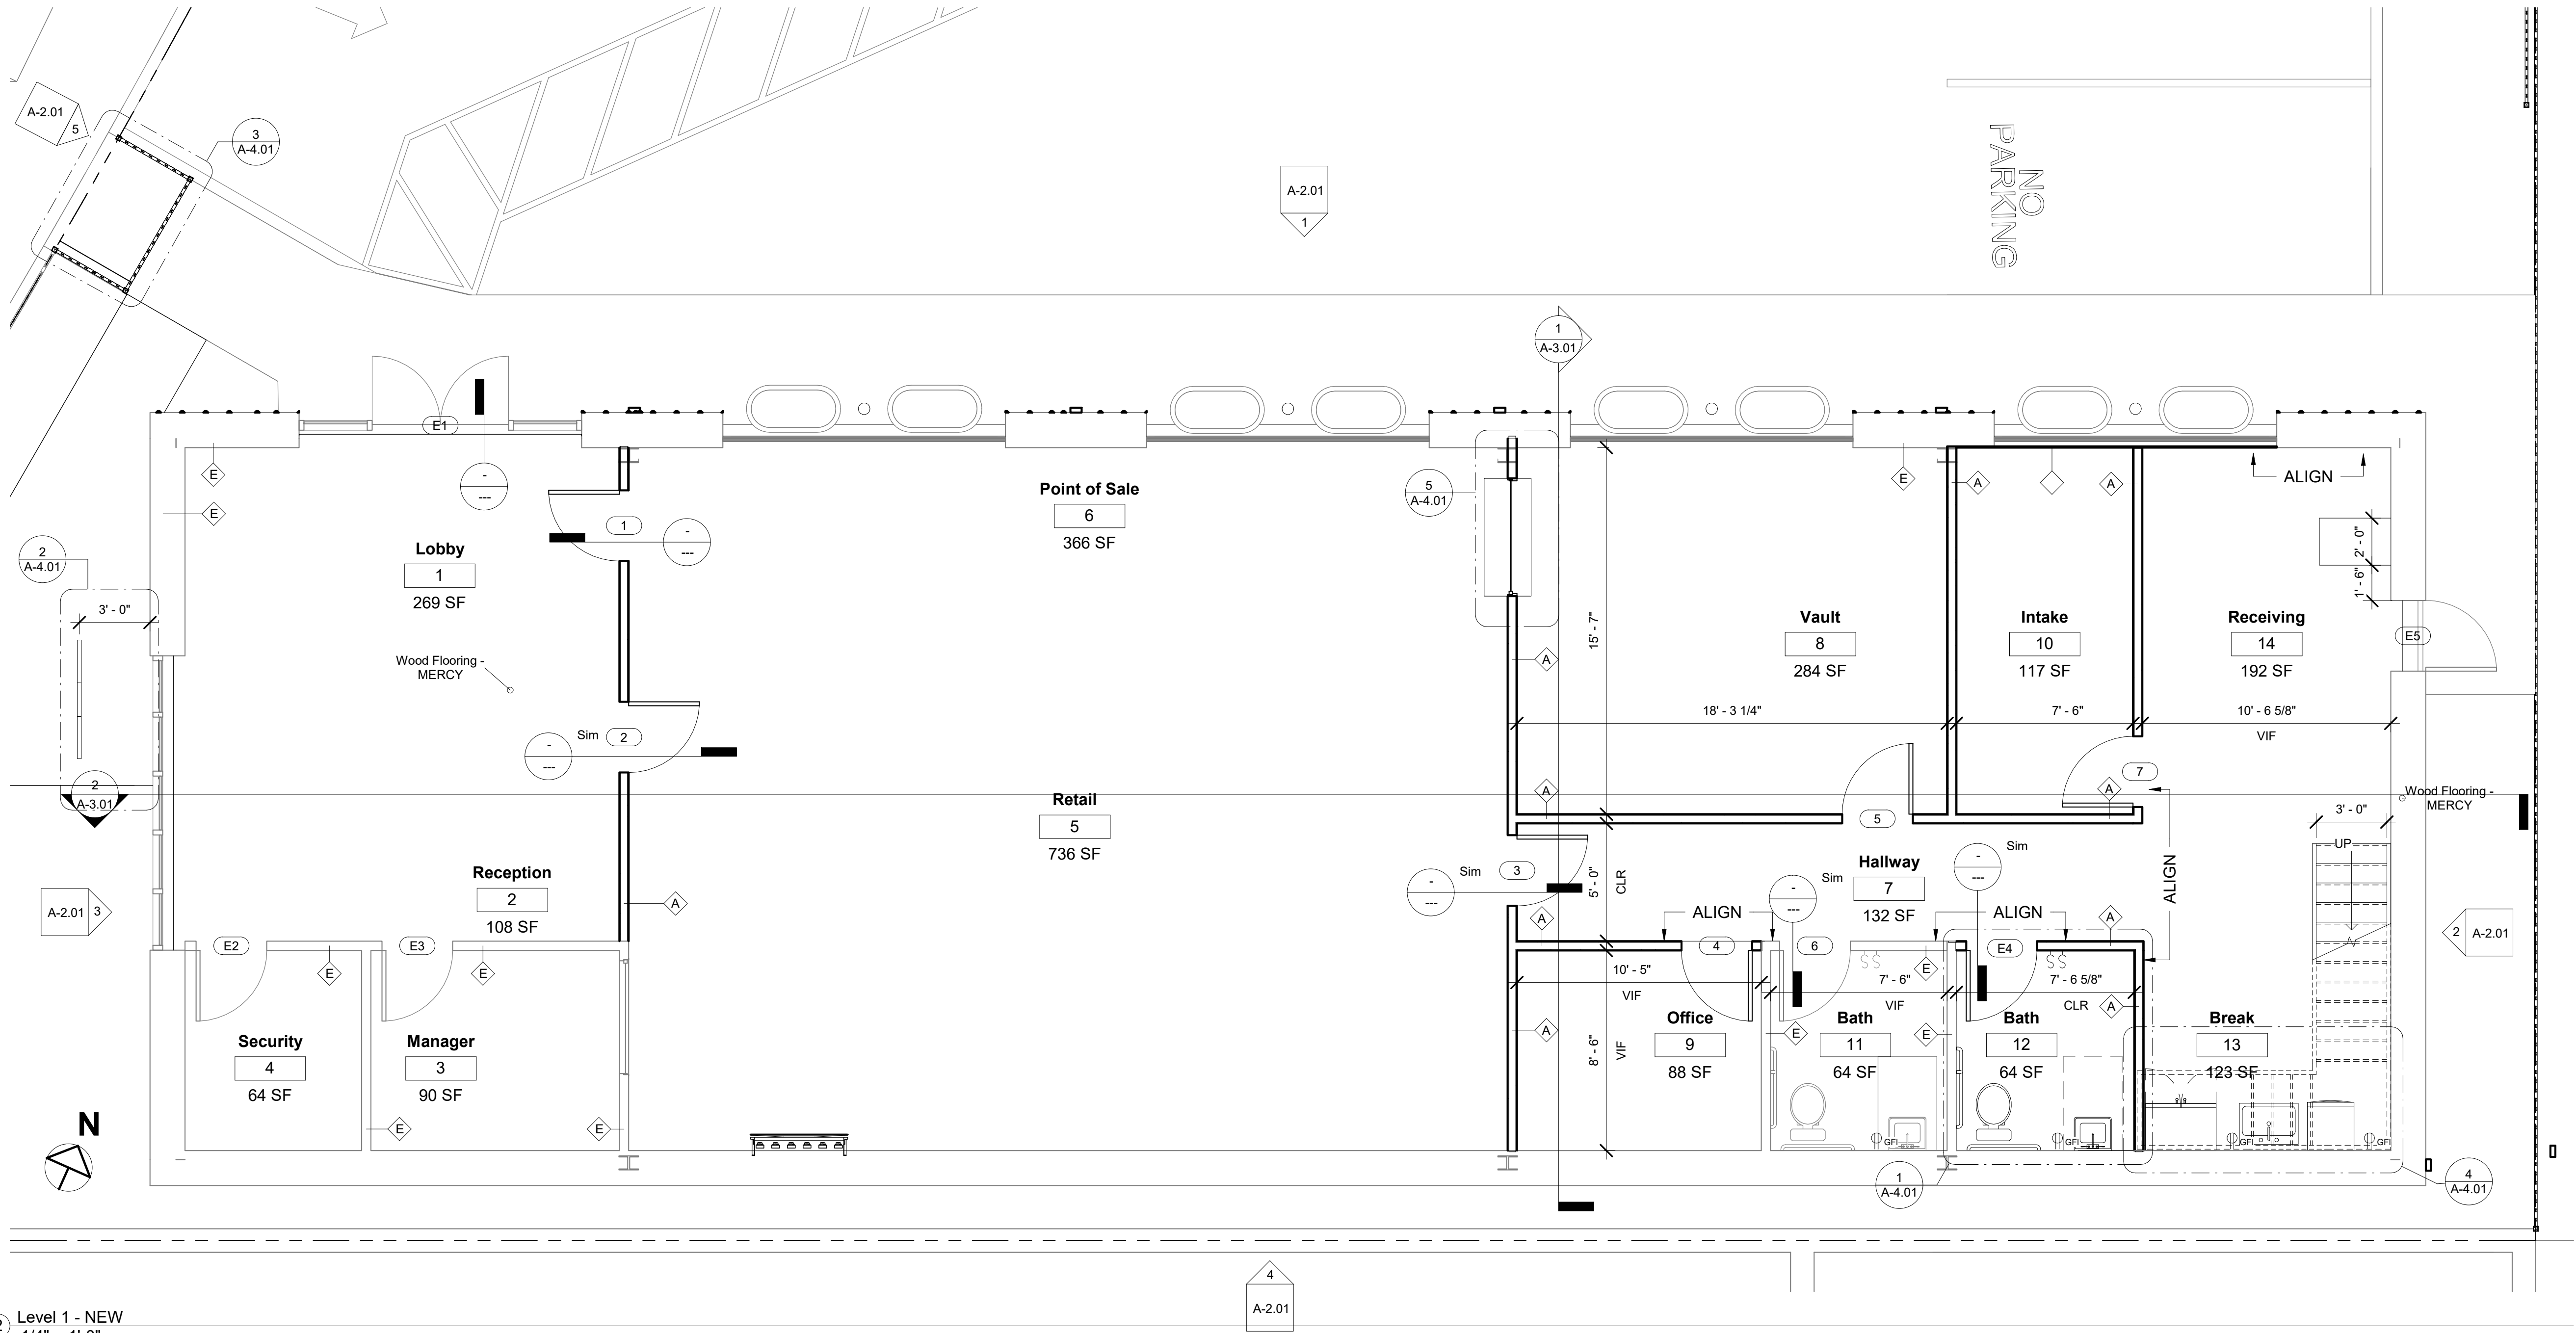 A-2.01
5
3
A-4.01
A-2.01
1
NO
PARKING
1
A-3.01
E1
E
E
-
---
1
-
---
Point of Sale
6
366 SF
5
A-4.01
E
A
A
ALIGN
2' - 0"
1' - 6"
2
A-4.01
3' - 0"
Lobby
1
269 SF
Wood Flooring -
MERCY
15' - 7"
A
Vault
8
284 SF
Intake
10
117 SF
Receiving
14
192 SF
E5
18' - 3 1/4"
7' - 6"
10' - 6 5/8"
VIF
-
---
Sim
2
2
A-3.01
Retail
5
736 SF
A
5
7
A
Wood Flooring -
MERCY
3' - 0"
UP
ALIGN
A-2.01
3
Reception
2
108 SF
A
-
---
Sim
3
5' - 0"
CLR
Hallway
7
132 SF
-
---
Sim
-
---
Sim
A
ALIGN
ALIGN
A
2
A-2.01
E2
E3
E
E
4
6
E
E4
10' - 5"
VIF
7' - 6"
VIF
7' - 6 5/8"
CLR
A
Security
4
64 SF
Manager
3
90 SF
E
E
A
8' - 6"
VIF
Office
9
88 SF
E
Bath
11
64 SF
E
Bath
12
64 SF
Break
13
123 SF
GFI
GFI
GFI
GFI
N
1
A-4.01
4
A-4.01
4
A-2.01
2
Level 1 - NEW